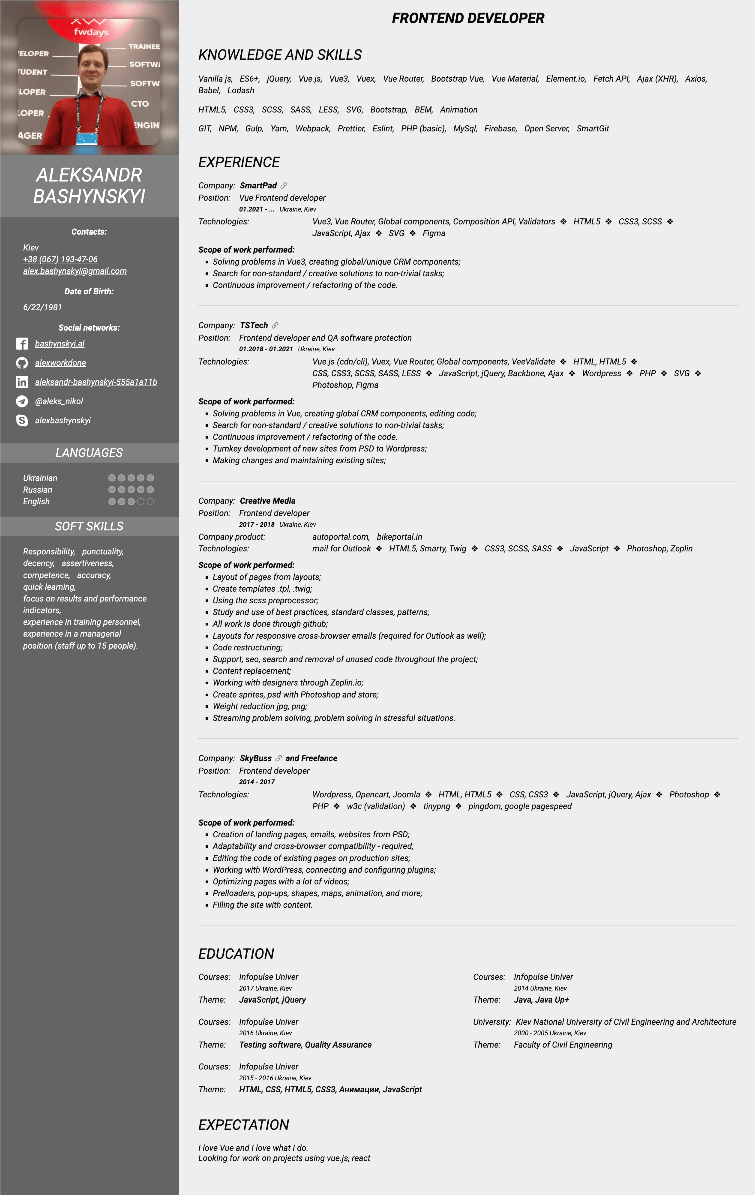 fwdays
ELOPER
TRAINEE
SOFTW
TUDENT
SOFTW
LOPER
CTO
AGER
ENGIN
ALEKSANDR
BASHYNSKYI
Contacts:
Kiev
+38 (067) 193-47-06
alex.bashynskyi@gmail.com
Date of Birth:
6/22/1981
Social networks:
bashynskyi.al
alexworkdone
aleksandr-bashynskyi-555a1a11b
@aleks_nikol
alexbashynskyi
LANGUAGES
Ukrainian
Russian
English
SOFT SKILLS
Responsibility, punctuality,
decency, assertiveness,
competence, accuracy,
quick learning,
focus on results and performance
indicators,
experience in training personnel,
experience in a managerial
position (staff up to 15 people).
FRONTEND DEVELOPER
KNOWLEDGE AND SKILLS
Vanilla js, ES6+, jQuery, Vue.js, Vue3, Vuex, Vue Router, Bootstrap Vue, Vue Material, Element.io, Fetch API, Ajax (XHR), Axios,
Babel, Lodash
HTML5, CSS3, SCSS, SASS, LESS, SVG, Bootstrap, BEM, Animation
GIT, NPM, Gulp, Yarn, Webpack, Prettier, Eslint, PHP (basic), MySql, Firebase, Open Server, SmartGit
EXPERIENCE
Company: SmartPad
Position: Vue Frontend developer
01.2021 - ... Ukraine, Kiev
Technologies: Vue3, Vue Router, Global components, Composition API, Validators ❖ HTML5 ❖ CSS3, SCSS ❖
JavaScript, Ajax ❖ SVG ❖ Figma
Scope of work performed:
▪ Solving problems in Vue3, creating global/unique CRM components;
▪ Search for non-standard / creative solutions to non-trivial tasks;
▪ Continuous improvement / refactoring of the code.
Company: TSTech
Position: Frontend developer and QA software protection
01.2018 - 01.2021 Ukraine, Kiev
Technologies: Vue.js (cdn/cli), Vuex, Vue Router, Global components, VeeValidate ❖ HTML, HTML5 ❖
CSS, CSS3, SCSS, SASS, LESS ❖ JavaScript, jQuery, Backbone, Ajax ❖ Wordpress ❖ PHP ❖ SVG ❖
Photoshop, Figma
Scope of work performed:
▪ Solving problems in Vue, creating global CRM components, editing code;
▪ Search for non-standard / creative solutions to non-trivial tasks;
▪ Continuous improvement / refactoring of the code.
▪ Turnkey development of new sites from PSD to Wordpress;
▪ Making changes and maintaining existing sites;
Company: Creative Media
Position: Frontend developer
2017 - 2018 Ukraine, Kiev
Company product: autoportal.com, bikeportal.in
Technologies: mail for Outlook ❖ HTML5, Smarty, Twig ❖ CSS3, SCSS, SASS ❖ JavaScript ❖ Photoshop, Zeplin
Scope of work performed:
▪ Layout of pages from layouts;
▪ Create templates .tpl, .twig;
▪ Using the scss preprocessor;
▪ Study and use of best practices, standard classes, patterns;
▪ All work is done through github;
▪ Layouts for responsive cross-browser emails (required for Outlook as well);
▪ Code restructuring;
▪ Support, seo, search and removal of unused code throughout the project;
▪ Content replacement;
▪ Working with designers through Zeplin.io;
▪ Create sprites, psd with Photoshop and store;
▪ Weight reduction jpg, png;
▪ Streaming problem solving, problem solving in stressful situations.
Company: SkyBuss and Freelance
Position: Frontend developer
2014 - 2017
Technologies: Wordpress, Opencart, Joomla ❖ HTML, HTML5 ❖ CSS, CSS3 ❖ JavaScript, jQuery, Ajax ❖ Photoshop ❖
PHP ❖ w3c (validation) ❖ tinypng ❖ pingdom, google pagespeed
Scope of work performed:
▪ Creation of landing pages, emails, websites from PSD;
▪ Adaptability and cross-browser compatibility - required;
▪ Editing the code of existing pages on production sites;
▪ Working with WordPress, connecting and configuring plugins;
▪ Optimizing pages with a lot of videos;
▪ Prelloaders, pop-ups, shapes, maps, animation, and more;
▪ Filling the site with content.
EDUCATION
Courses: Infopulse Univer
2017 Ukraine, Kiev
Theme: JavaScript, jQuery
Courses: Infopulse Univer
2014 Ukraine, Kiev
Theme: Java, Java Up+
Courses: Infopulse Univer
2016 Ukraine, Kiev
Theme: Testing software, Quality Assurance
University: Kiev National University of Civil Engineering and Architecture
2000 - 2005 Ukraine, Kiev
Theme: Faculty of Civil Engineering
Courses: Infopulse Univer
2015 - 2016 Ukraine, Kiev
Theme: HTML, CSS, HTML5, CSS3, Анимации, JavaScript
EXPECTATION
I love Vue and I love what I do.
Looking for work on projects using vue.js, react